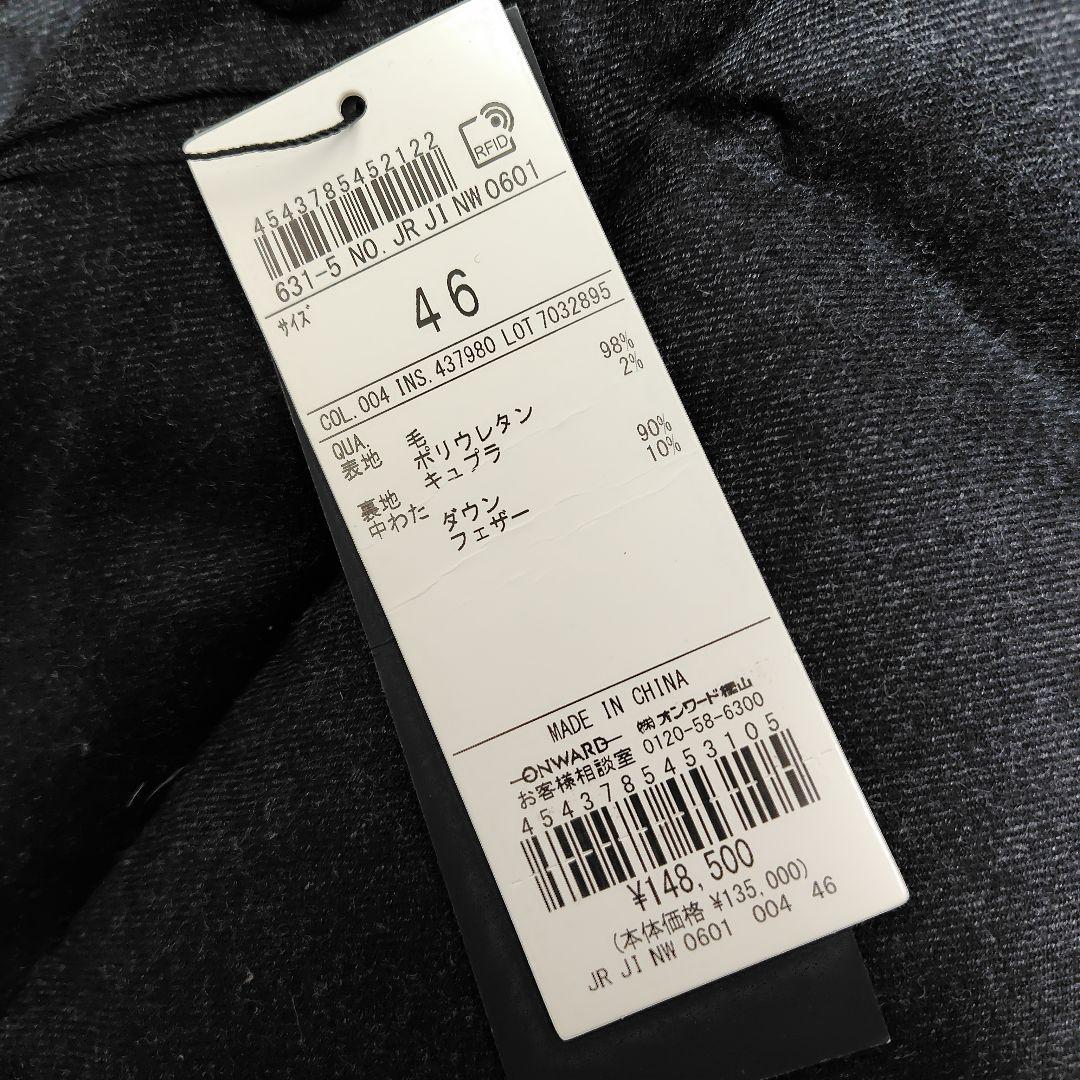 RFID
4543785452122
631-5 NO. JR JI NW 0601
サイズ
46
COL. 004 INS. 437980 LOT 7032895
QUA.
表地 毛 98%
ポリウレタン 2%
裏地 キュプラ
中わた ダウン 90%
フェザー 10%
MADE IN CHINA
ONWARD ㈱オンワード樫山
お客様相談室 0120-58-6300
4543785453105
¥148,500
(本体価格 ¥135,000)
JR JI NW 0601 004 46